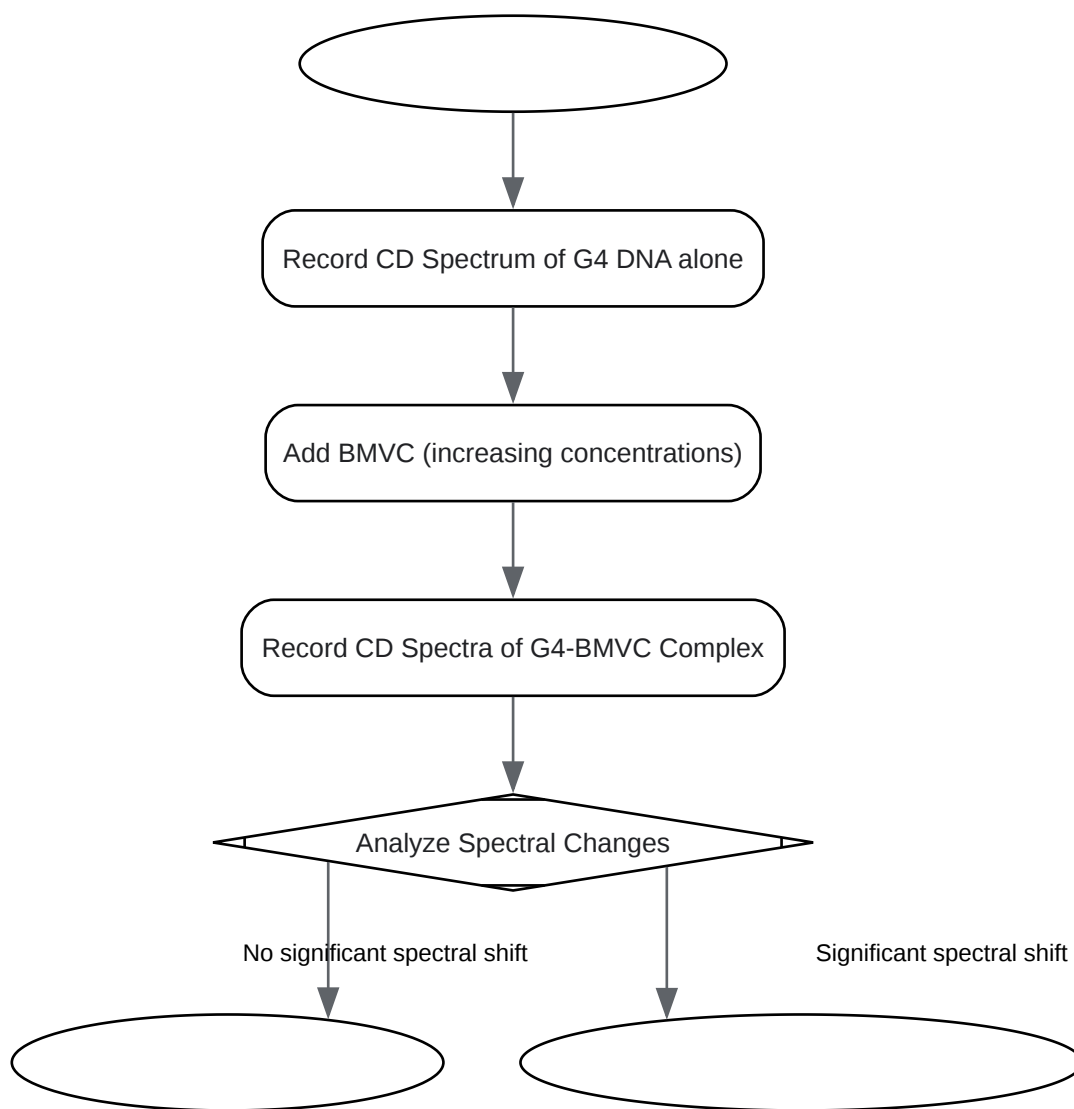 Record CD Spectrum of G4 DNA alone
Add BMVC (increasing concentrations)
Record CD Spectra of G4-BMVC Complex
Analyze Spectral Changes
No significant spectral shift
Significant spectral shift